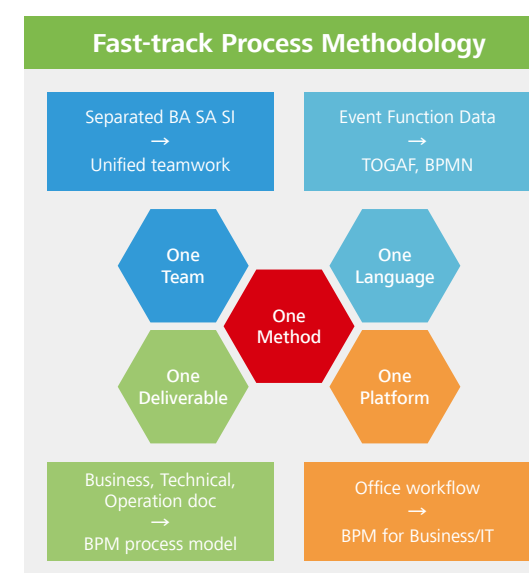 Fast-track Process Methodology
Separated BA SA SI
→
Unified teamwork
Event Function Data
→
TOGAF, BPMN
One
Team
One
Language
One
Method
One
Deliverable
One
Platform
Business, Technical,
Operation doc
→
BPM process model
Office workflow
→
BPM for Business/IT